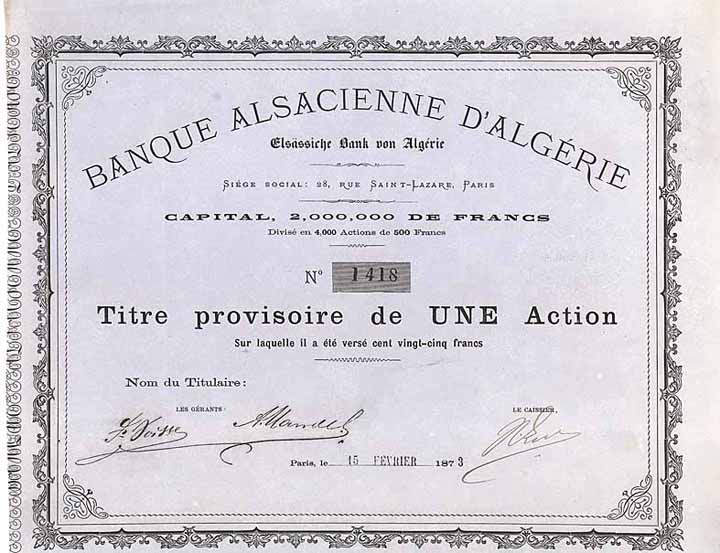 BANQUE ALSACIENNE D'ALGÉRIE
Elsässiche Bank von Algérie
SIÉGE SOCIAL: 28, RUE SAINT-LAZARE, PARIS
CAPITAL, 2,000,000 DE FRANCS
Divisé en 4,000 Actions de 500 Francs
Nº 1418
Titre provisoire de UNE Action
Sur laquelle il a été versé cent vingt-cinq francs
Nom du Titulaire:
LES GÉRANTS: LE CAISSIER,
Paris, le 15 FÉVRIER 1873